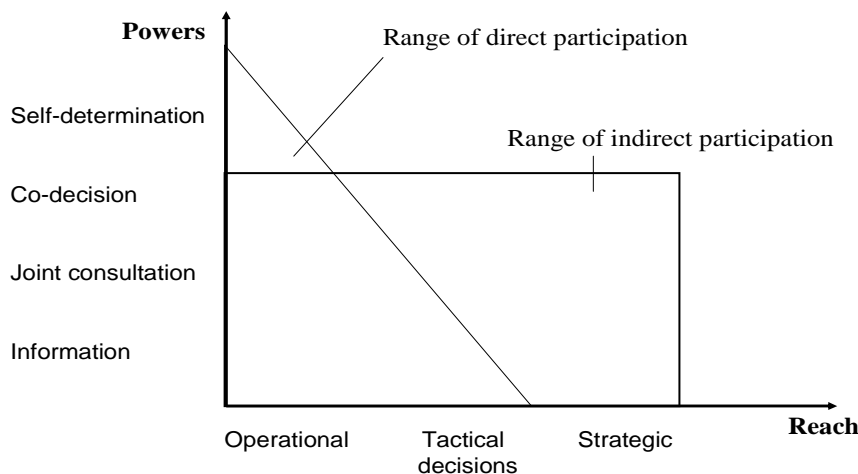 Powers
Range of direct participation
Self-determination
Range of indirect participation
Co-decision
Joint consultation
Information
Reach
Operational Tactical Strategic
decisions